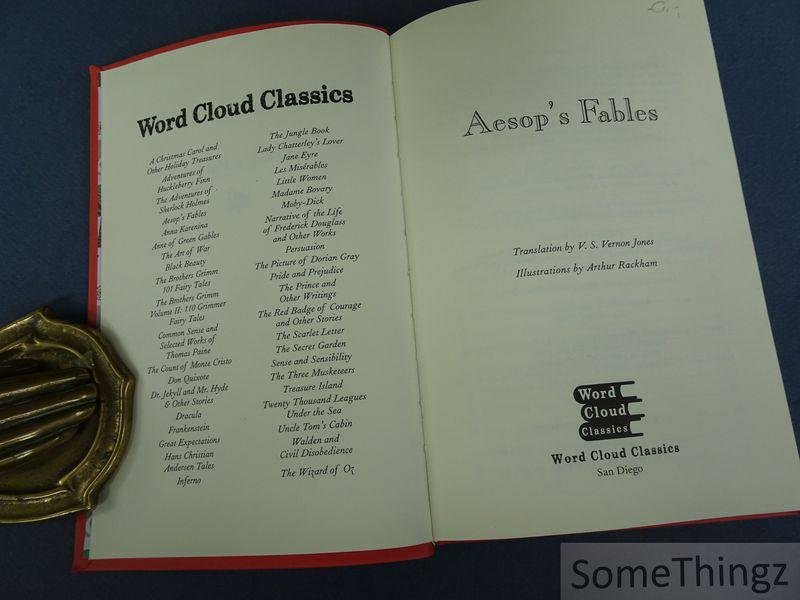 Word Cloud Classics
A Christmas Carol and
Other Holiday Treasures
Adventures of
Huckleberry Finn
The Adventures of
Sherlock Holmes
Aesop's Fables
Anna Karenina
Anne of Green Gables
The Art of War
Black Beauty
The Brothers Grimm
101 Fairy Tales
The Brothers Grimm
Volume II: 110 Grimmer
Fairy Tales
Common Sense and
Selected Works of
Thomas Paine
The Count of Monte Cristo
Don Quixote
Dr. Jekyll and Mr. Hyde
& Other Stories
Dracula
Frankenstein
Great Expectations
Hans Christian
Andersen Tales
Inferno
The Jungle Book
Lady Chatterley's Lover
Jane Eyre
Les Misérables
Little Women
Madame Bovary
Moby-Dick
Narrative of the Life
of Frederick Douglass
and Other Works
Persuasion
The Picture of Dorian Gray
Pride and Prejudice
The Prince and
Other Writings
The Red Badge of Courage
and Other Stories
The Scarlet Letter
The Secret Garden
Sense and Sensibility
The Three Musketeers
Treasure Island
Twenty Thousand Leagues
Under the Sea
Uncle Tom's Cabin
Walden and
Civil Disobedience
The Wizard of Oz
Aesop's Fables
Translation by V. S. Vernon Jones
Illustrations by Arthur Rackham
Word
Cloud
Classics
Word Cloud Classics
San Diego
SomeThingz